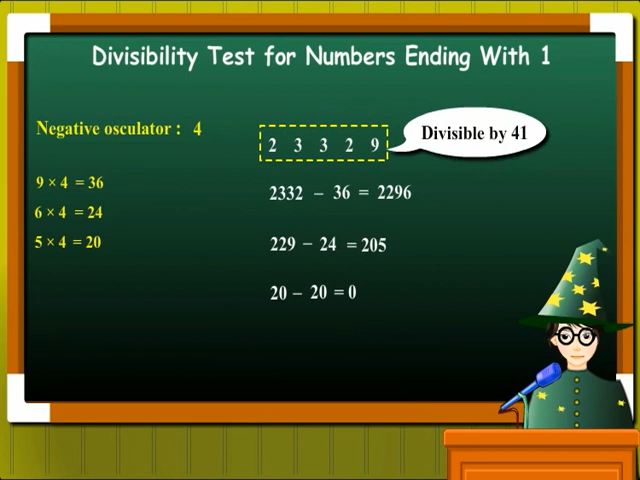 Divisibility Test for Numbers Ending With 1
Negative osculator : 4
2 3 3 2 9
Divisible by 41
9 × 4 = 36
2332 – 36 = 2296
6 × 4 = 24
229 – 24 = 205
5 × 4 = 20
20 – 20 = 0